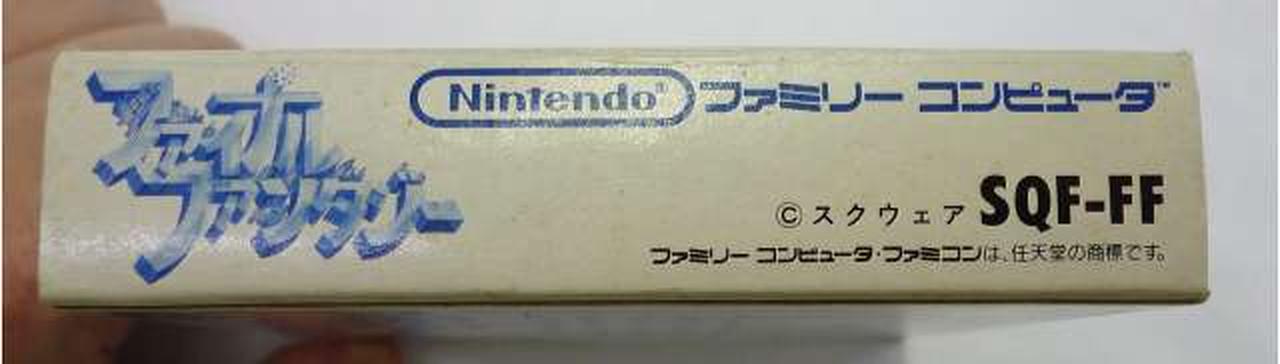 ファイナル
ファンタジー
Nintendo® ファミリー コンピュータ™
© スクウェア SQF-FF
ファミリー コンピュータ・ファミコンは、任天堂の商標です。